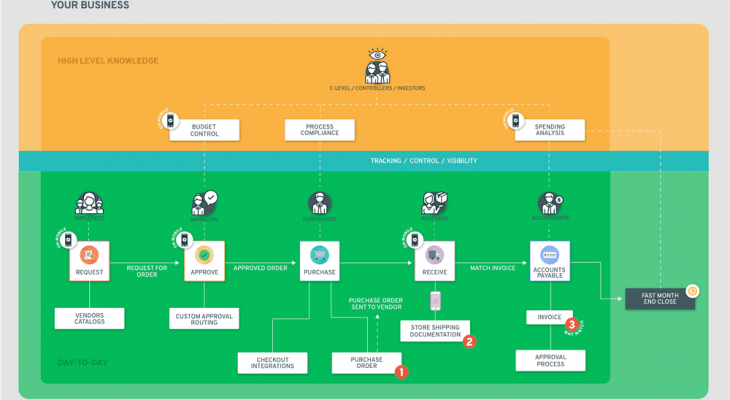 YOUR BUSINESS
HIGH LEVEL KNOWLEDGE
C-LEVEL / CONTROLLERS / INVESTORS
BUDGET
CONTROL
PROCESS
COMPLIANCE
SPENDING
ANALYSIS
TRACKING / CONTROL / VISIBILITY
EMPLOYEES
MANAGERS
PURCHASERS
RECEIVERS
ACCOUNTANTS
REQUEST
REQUEST FOR
ORDER
APPROVE
APPROVED ORDER
PURCHASE
RECEIVE
MATCH INVOICE
ACCOUNTS
PAYABLE
FAST MONTH
END CLOSE
VENDORS
CATALOGS
CUSTOM APPROVAL
ROUTING
PURCHASE ORDER
SENT TO VENDOR
STORE SHIPPING
DOCUMENTATION
2
INVOICE
3
WAY MATCH
CHECKOUT
INTEGRATIONS
PURCHASE
ORDER
1
APPROVAL
PROCESS
DAY-TO-DAY